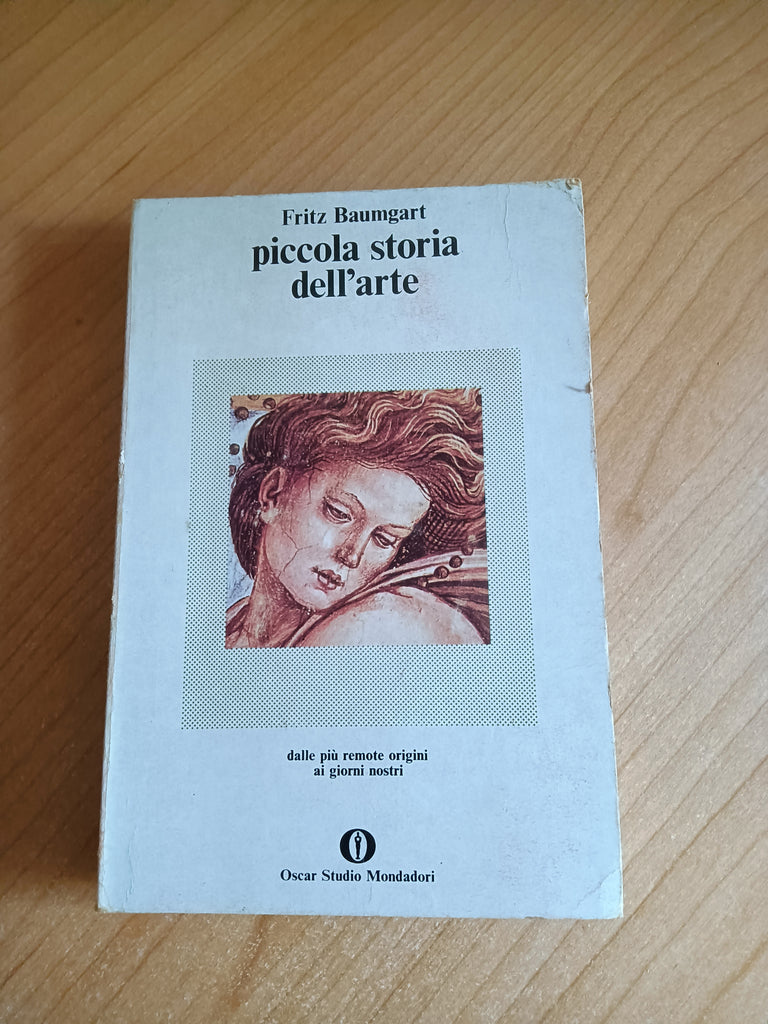 Fritz Baumgart
piccola storia
dell'arte
dalle più remote origini
ai giorni nostri
Oscar Studio Mondadori